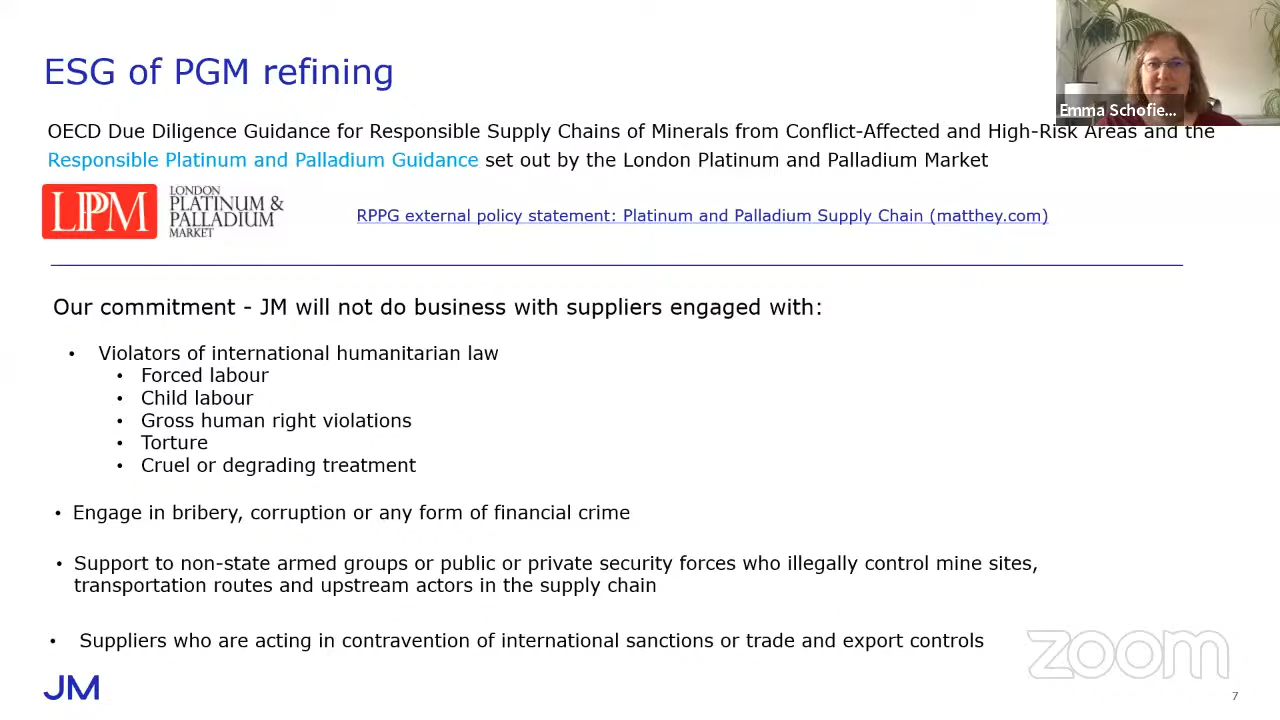 ESG of PGM refining
Emma Schofie...
OECD Due Diligence Guidance for Responsible Supply Chains of Minerals from Conflict-Affected and High-Risk Areas and the
Responsible Platinum and Palladium Guidance set out by the London Platinum and Palladium Market
LPPM
LONDON
PLATINUM &
PALLADIUM
MARKET
RPPG external policy statement: Platinum and Palladium Supply Chain (matthey.com)
Our commitment - JM will not do business with suppliers engaged with:
• Violators of international humanitarian law
• Forced labour
• Child labour
• Gross human right violations
• Torture
• Cruel or degrading treatment
• Engage in bribery, corruption or any form of financial crime
• Support to non-state armed groups or public or private security forces who illegally control mine sites,
transportation routes and upstream actors in the supply chain
• Suppliers who are acting in contravention of international sanctions or trade and export controls
zoom
JM
7